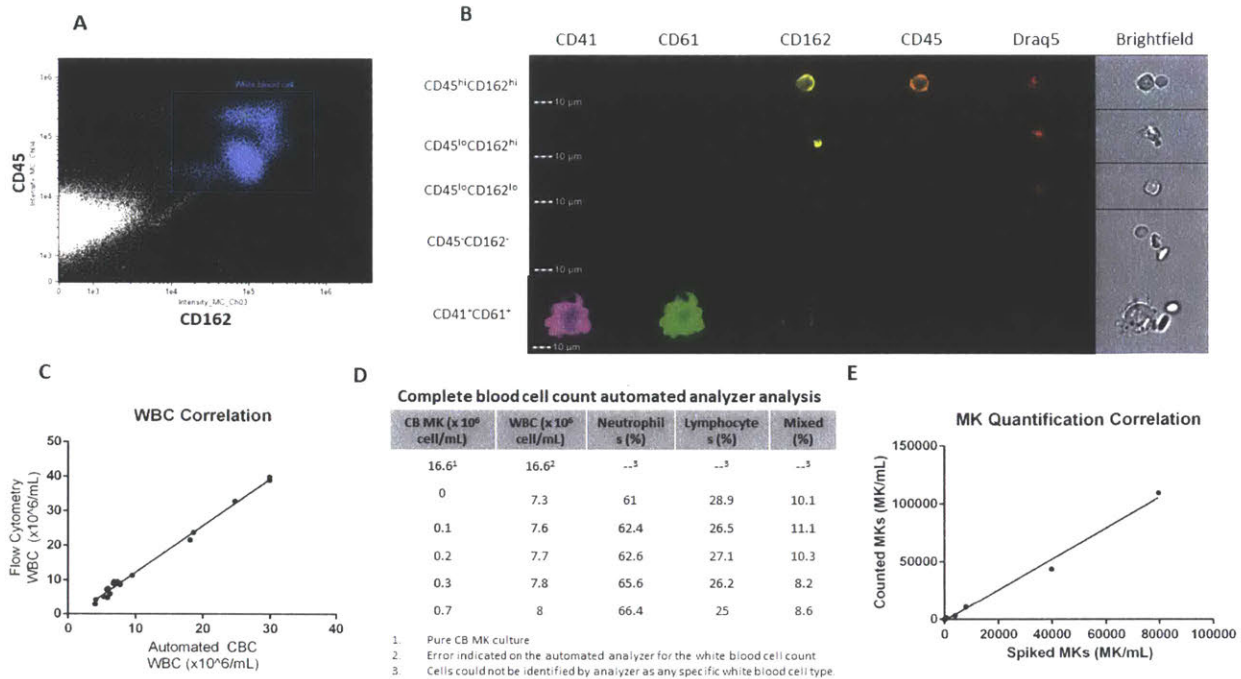 A
White blood cell
1e6
1e5
1e4
1e3
0
CD45
Intensity_MC_Ch04
0 1e3 1e4 1e5 1e6
Intensity_MC_Ch03
CD162
B
CD41 CD61 CD162 CD45 Draq5 Brightfield
CD45hiCD162hi
10 µm
CD45loCD162hi
10 µm
CD45loCD162lo
10 µm
CD45-CD162-
10 µm
CD41+CD61+
10 µm
C
WBC Correlation
50
40
30
20
10
0
Flow Cytometry
WBC (x10^6/mL)
0 10 20 30 40
Automated CBC
WBC (x10^6/mL)
D
Complete blood cell count automated analyzer analysis
CB MK (x 10⁶ cell/mL) WBC (x 10⁶ cell/mL) Neutrophil s (%) Lymphocyte s (%) Mixed (%)
16.6¹ 16.6² --³ --³ --³
0 7.3 61 28.9 10.1
0.1 7.6 62.4 26.5 11.1
0.2 7.7 62.6 27.1 10.3
0.3 7.8 65.6 26.2 8.2
0.7 8 66.4 25 8.6
1. Pure CB MK culture
2. Error indicated on the automated analyzer for the white blood cell count
3. Cells could not be identified by analyzer as any specific white blood cell type.
E
MK Quantification Correlation
150000
100000
50000
0
Counted MKs (MK/mL)
0 20000 40000 60000 80000 100000
Spiked MKs (MK/mL)